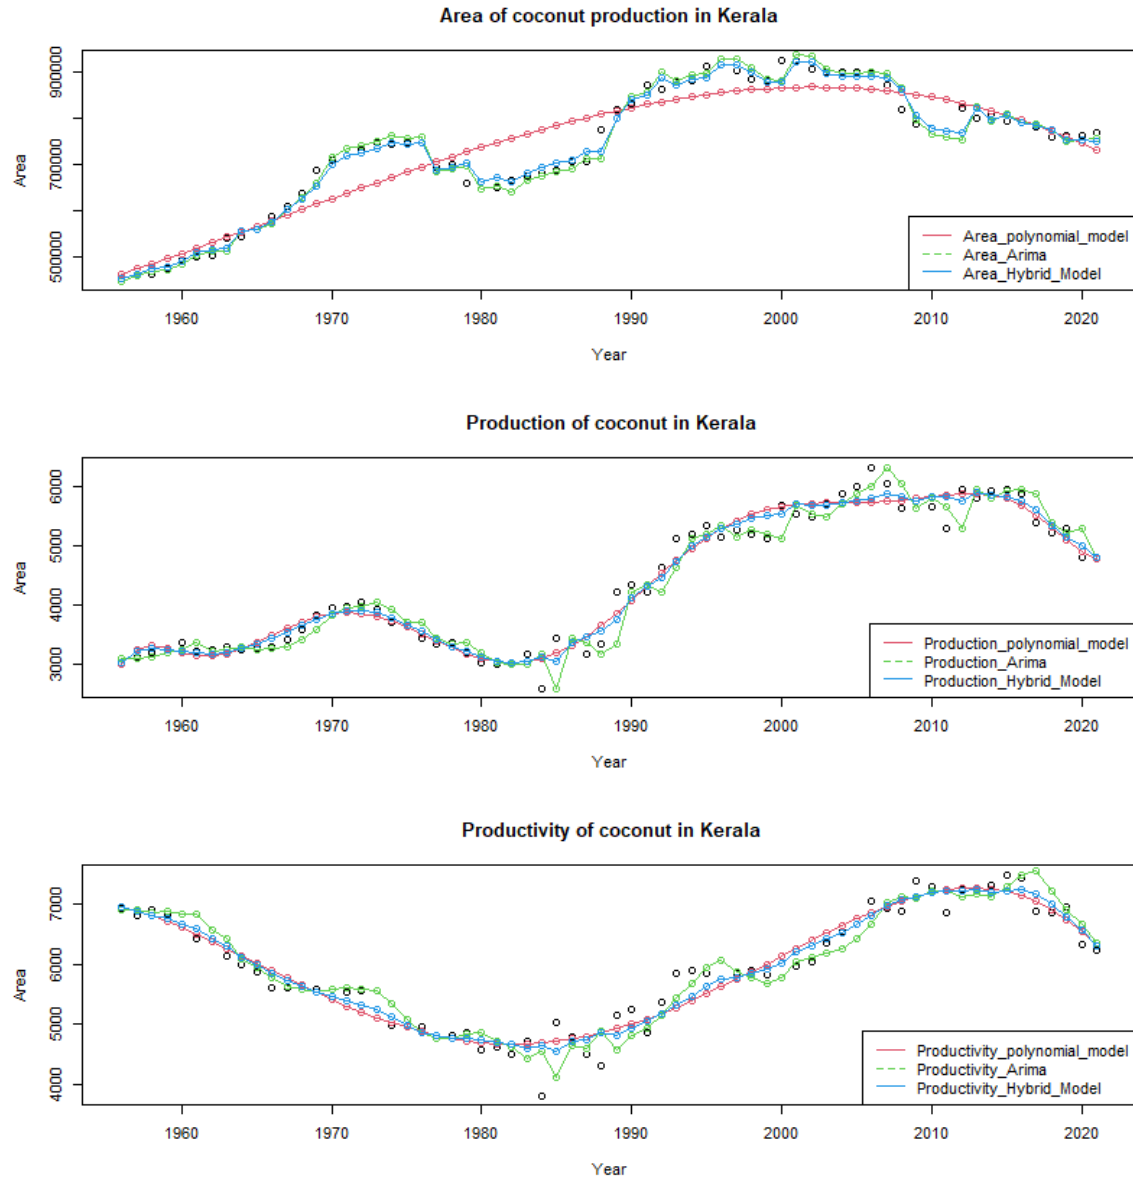 Area of coconut production in Kerala
Area
900000
700000
500000
Area_polynomial_model
Area_Arima
Area_Hybrid_Model
1960 1970 1980 1990 2000 2010 2020
Year
Production of coconut in Kerala
Area
6000
5000
4000
3000
Production_polynomial_model
Production_Arima
Production_Hybrid_Model
1960 1970 1980 1990 2000 2010 2020
Year
Productivity of coconut in Kerala
Area
7000
6000
5000
4000
Productivity_polynomial_model
Productivity_Arima
Productivity_Hybrid_Model
1960 1970 1980 1990 2000 2010 2020
Year